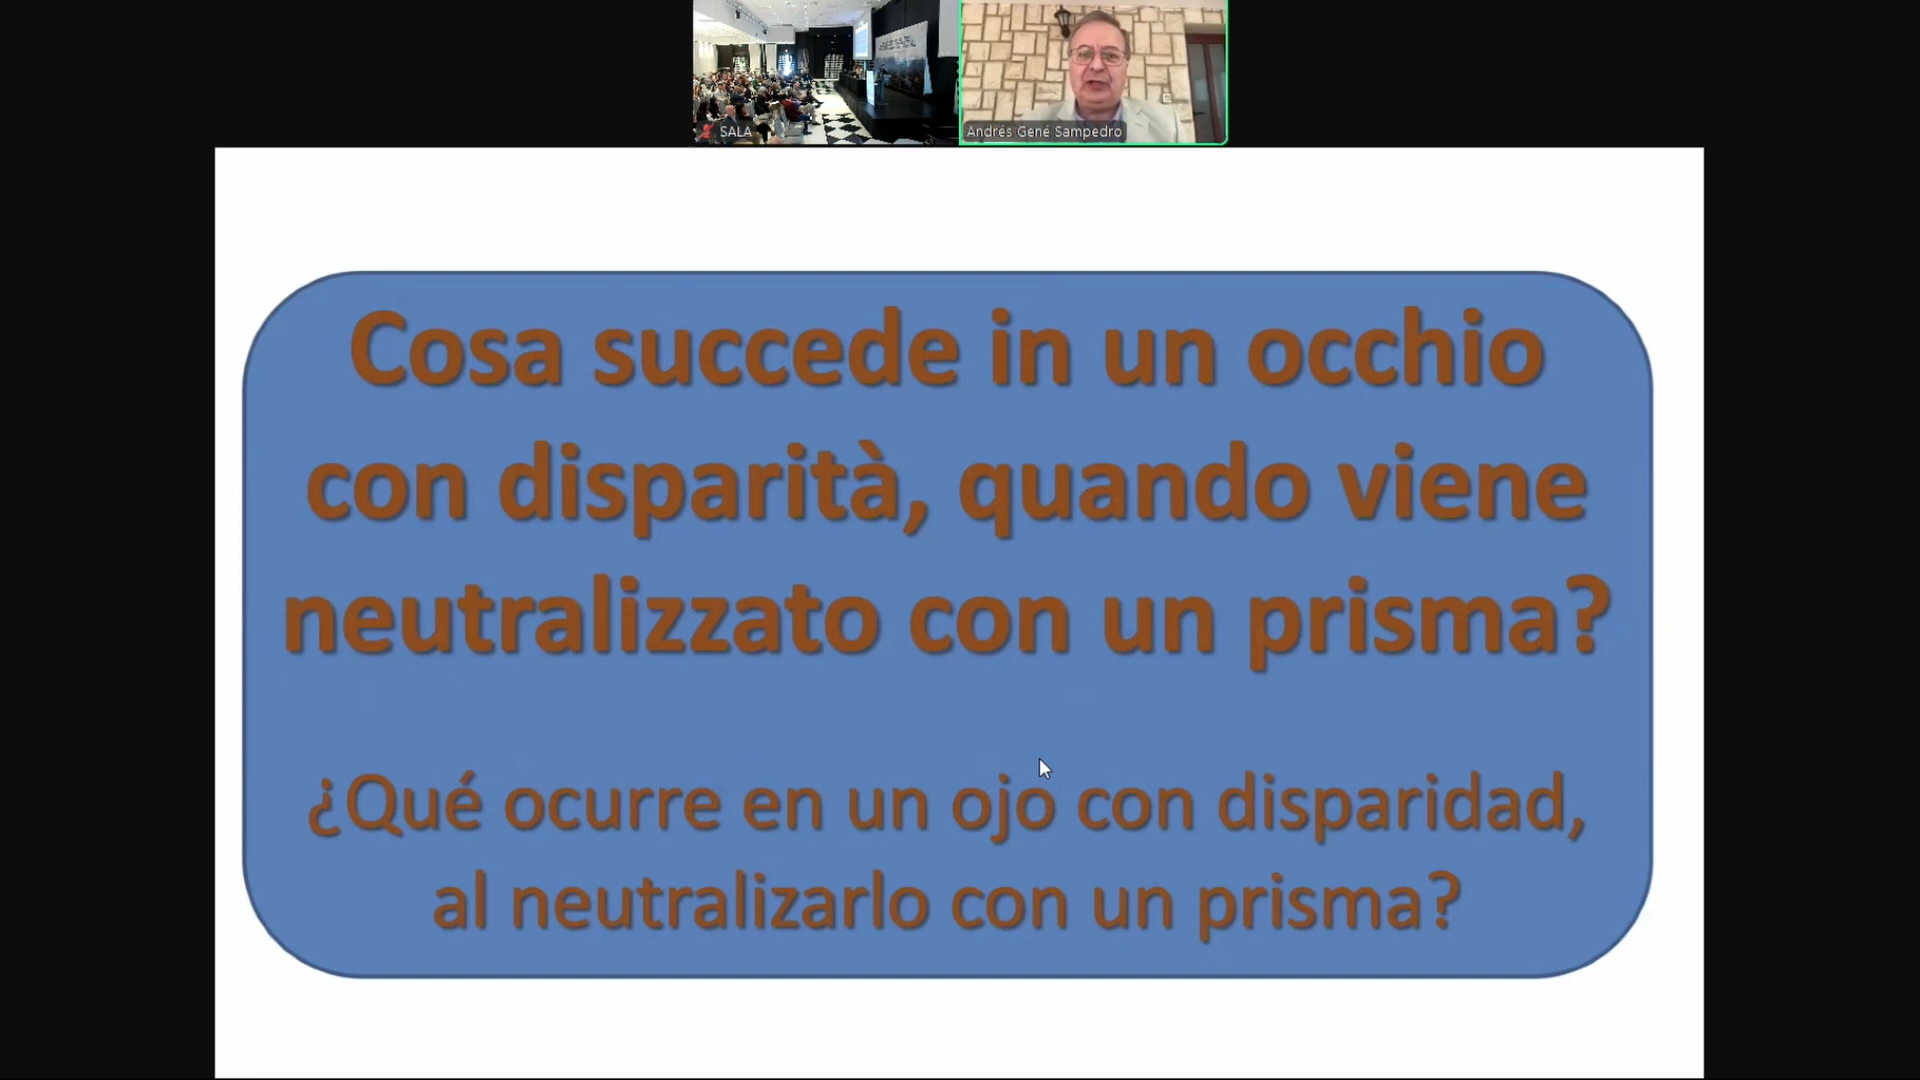 SALA
Andrés Gené Sampedro
Cosa succede in un occhio
con disparità, quando viene
neutralizzato con un prisma?
¿Qué ocurre en un ojo con disparidad,
al neutralizarlo con un prisma?